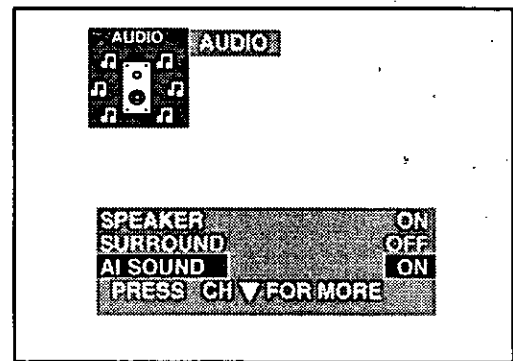 AUDIO
AUDIO
SPEAKER ON
SURROUND OFF
AI SOUND ON
PRESS CH ▼ FOR MORE